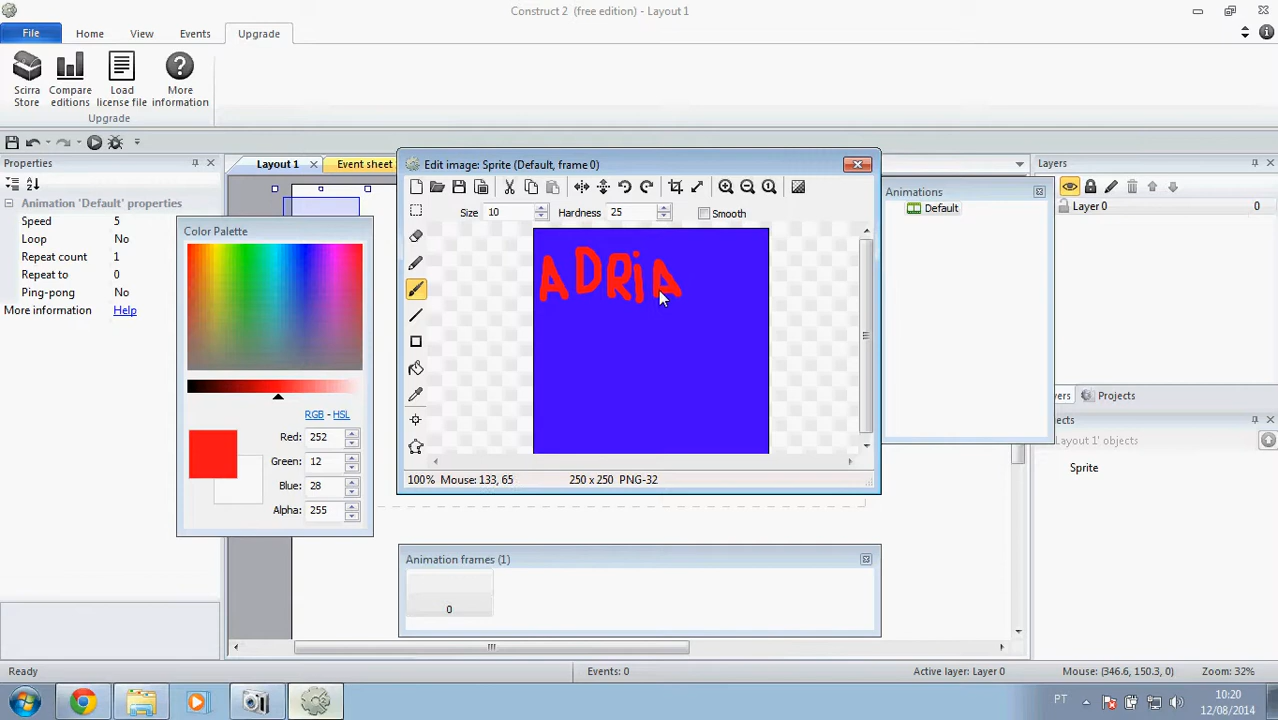 Construct 2  (free edition) - Layout 1
File Home View Events Upgrade
Scirra Store
Compare editions
Load license file
More information
Upgrade
Properties
Layout 1
Event sheet
Layers
Animation 'Default' properties
Speed 5
Loop No
Repeat count 1
Repeat to 0
Ping-pong No
More information Help
Color Palette
RGB - HSL
Red: 252
Green: 12
Blue: 28
Alpha: 255
Edit image: Sprite (Default, frame 0)
Size 10 Hardness 25 Smooth
ADRiA
100% Mouse: 133, 65 250 x 250 PNG-32
Animations
Default
Layer 0 0
Projects
Layout 1' objects
Sprite
Animation frames (1)
0
Ready Events: 0 Active layer: Layer 0 Mouse: (346.6, 150.3, 0) Zoom: 32%
PT 10:20
12/08/2014